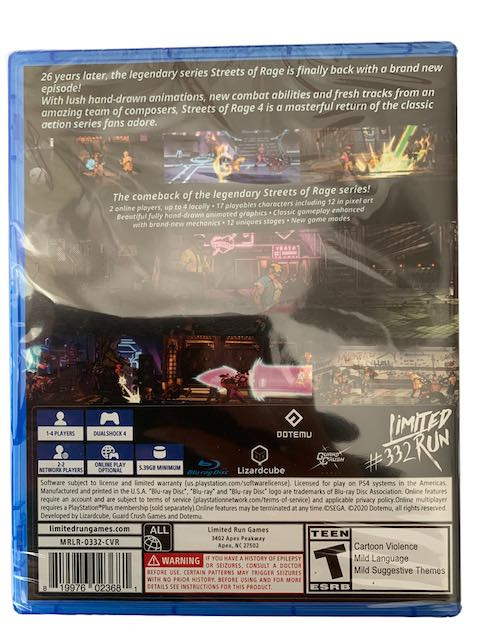 26 years later, the legendary series Streets of Rage is finally back with a brand new
episode!
With lush hand-drawn animations, new combat abilities and fresh tracks from an
amazing team of composers, Streets of Rage 4 is a masterful return of the classic
action series fans adore.
The comeback of the legendary Streets of Rage series!
2 online players, up to 4 locally • 17 playables characters including 12 in pixel art
Beautiful fully hand-drawn animated graphics • Classic gameplay enhanced
with brand-new mechanics • 12 uniques stages • New game modes
1-4 PLAYERS
DUALSHOCK 4
DOTEMU
LIMITED
RUN
#332
2-2
NETWORK PLAYERS
ONLINE PLAY
OPTIONAL
5.39GB MINIMUM
Blu-ray Disc
Lizardcube
GUARD CRUSH
Software subject to license and limited warranty (us.playstation.com/softwarelicense). Licensed for play on PS4 systems in the Americas.
Manufactured and printed in the U.S.A. "Blu-ray Disc", "Blu-ray", and "Blu-ray Disc" logo are trademarks of Blu-ray Disc Association. Online features
require an account and are subject to terms of service (playstationnetwork.com/terms-of-service) and applicable privacy policy.Online multiplayer
requires a PlayStation®Plus membership (sold separately).Online features may be terminated at any time.©SEGA. ©2020 Dotemu, all rights reserved.
Developed by Lizardcube, Guard Crush Games and Dotemu.
limitedrungames.com
MRLR-0332-CVR
8 19976 02368 1
ALL
Limited Run Games
3402 Apex Peakway
Apex, NC 27502
WARNING
IF YOU HAVE A HISTORY OF EPILEPSY
OR SEIZURES, CONSULT A DOCTOR
BEFORE USE. CERTAIN PATTERNS MAY TRIGGER SEIZURES
WITH NO PRIOR HISTORY. BEFORE USING AND FOR MORE
DETAILS SEE INSTRUCTIONS FOR THIS PRODUCT.
TEEN
T
ESRB
Cartoon Violence
Mild Language
Mild Suggestive Themes